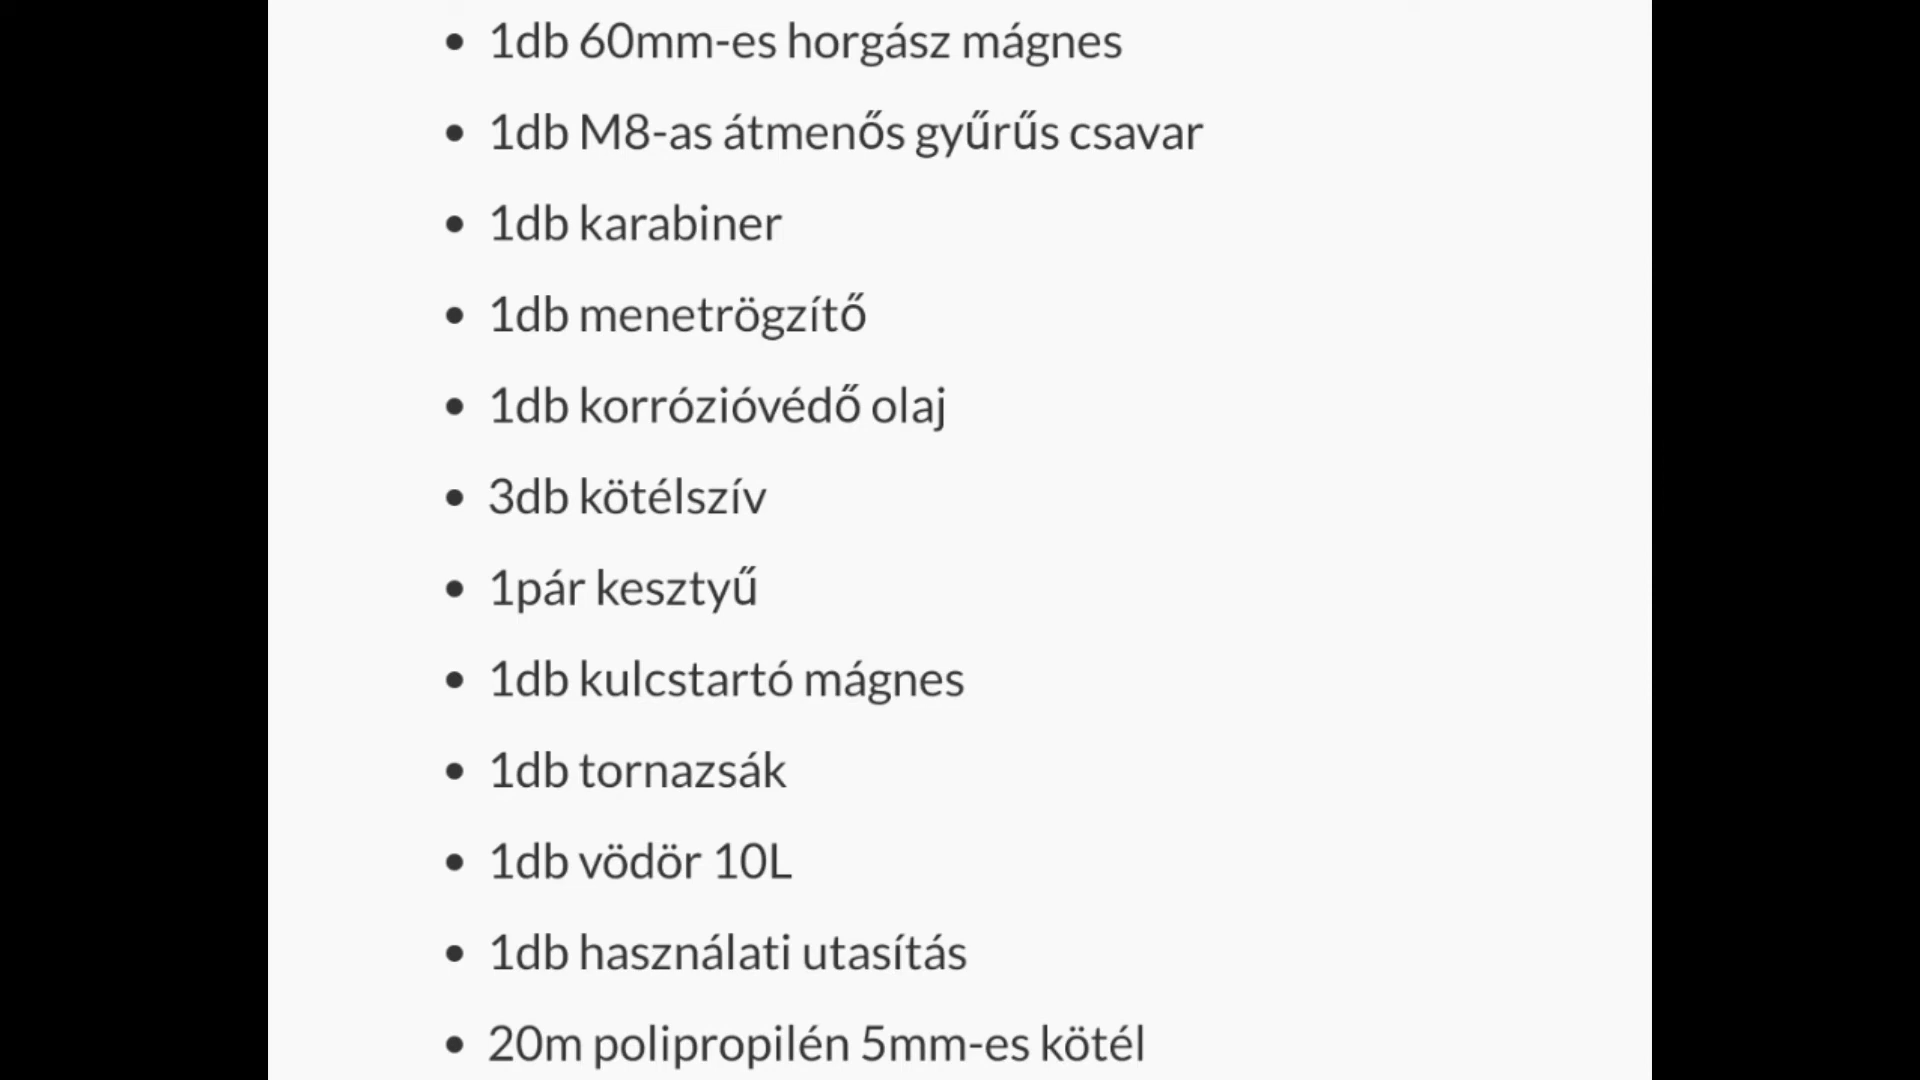 • 1db 60mm-es horgász mágnes
• 1db M8-as átmenős gyűrűs csavar
• 1db karabiner
• 1db menetrögzítő
• 1db korrózióvédő olaj
• 3db kötélszív
• 1pár kesztyű
• 1db kulcstartó mágnes
• 1db tornazsák
• 1db vödör 10L
• 1db használati utasítás
• 20m polipropilén 5mm-es kötél